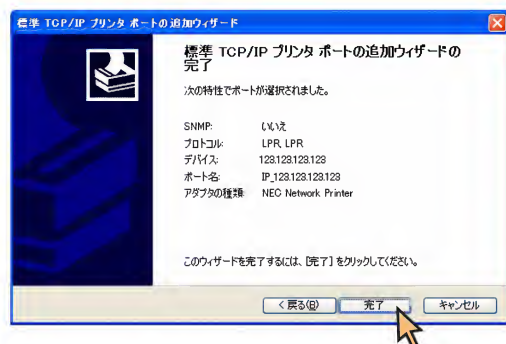 標準 TCP/IP プリンタ ポートの追加ウィザード
標準 TCP/IP プリンタ ポートの追加ウィザードの
完了
次の特性でポートが選択されました。
SNMP: いいえ
プロトコル: LPR, LPR
デバイス: 123.123.123.123
ポート名: IP_123.123.123.123
アダプタの種類: NEC Network Printer
このウィザードを完了するには、[完了] をクリックしてください。
< 戻る(B) 完了 キャンセル